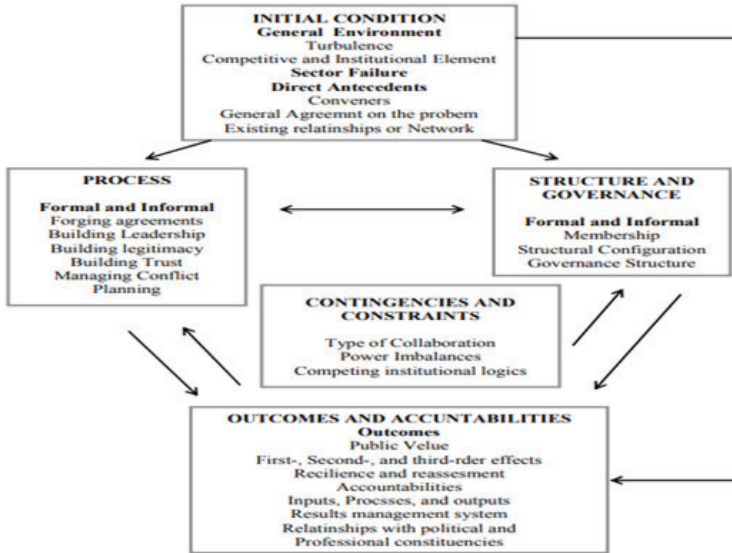 INITIAL CONDITION
General Environment
Turbulence
Competitive and Institutional Element
Sector Failure
Direct Antecedents
Conveners
General Agreemnt on the probem
Existing relatinships or Network
PROCESS
Formal and Informal
Forging agreements
Building Leadership
Building legitimacy
Building Trust
Managing Conflict
Planning
STRUCTURE AND
GOVERNANCE
Formal and Informal
Membership
Structural Configuration
Governance Structure
CONTINGENCIES AND
CONSTRAINTS
Type of Collaboration
Power Imbalances
Competing institutional logics
OUTCOMES AND ACCUNTABILITIES
Outcomes
Public Velue
First-, Second-, and third-rder effects
Recilience and reassesment
Accountabilities
Inputs, Procsses, and outputs
Results management system
Relationships with political and
Professional constituencies